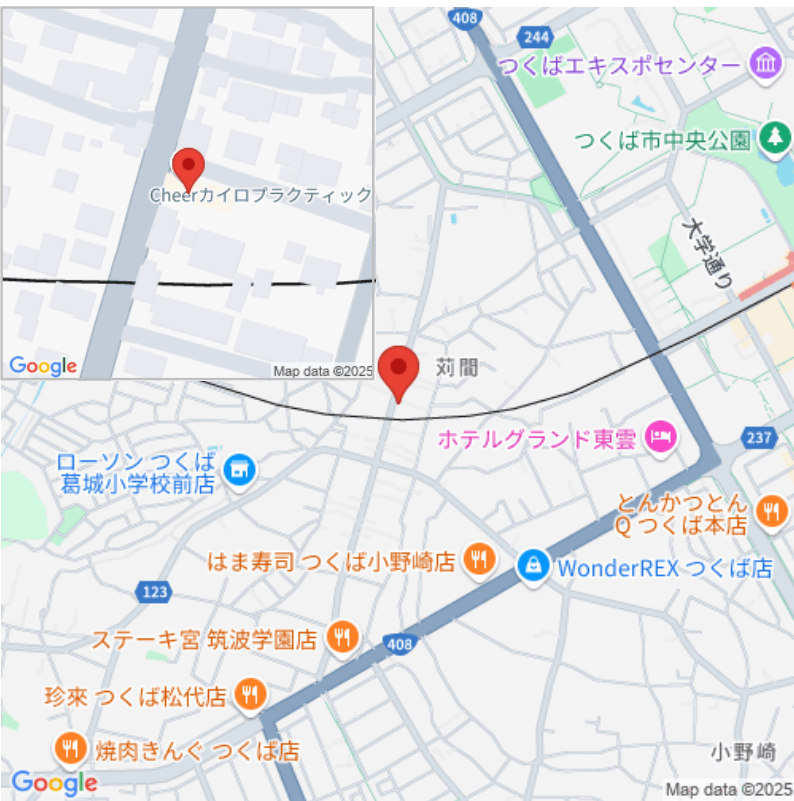 408
244
つくばエキスポセンター
つくば市中央公園
Cheerカイロプラクティック
大学通り
Google
Map data ©2025
苅間
ホテルグランド東雲
237
ローソン つくば
葛城小学校前店
とんかつとん
Q つくば本店
はま寿司 つくば小野崎店
WonderREX つくば店
123
ステーキ宮 筑波学園店
408
珍來 つくば松代店
焼肉きんぐ つくば店
小野崎
Google
Map data ©2025